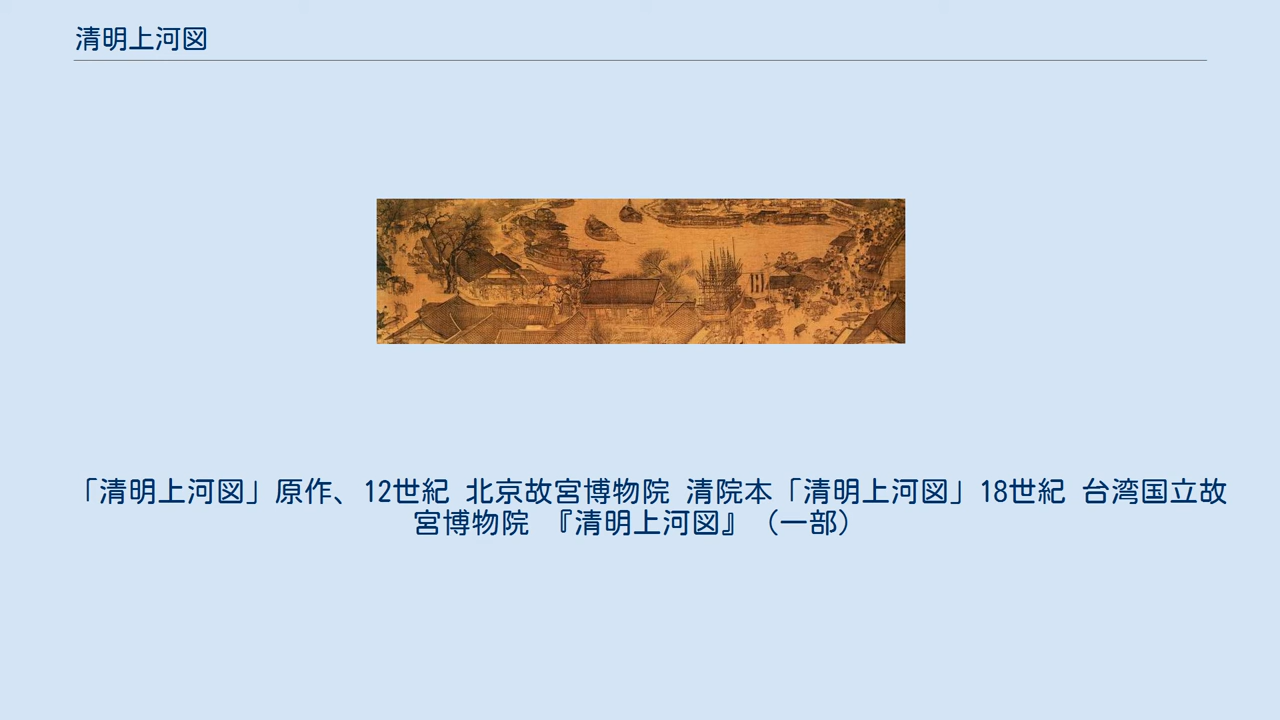 清明上河図
「清明上河図」原作、12世紀 北京故宮博物院 清院本「清明上河図」18世紀 台湾国立故
宮博物院 『清明上河図』（一部）